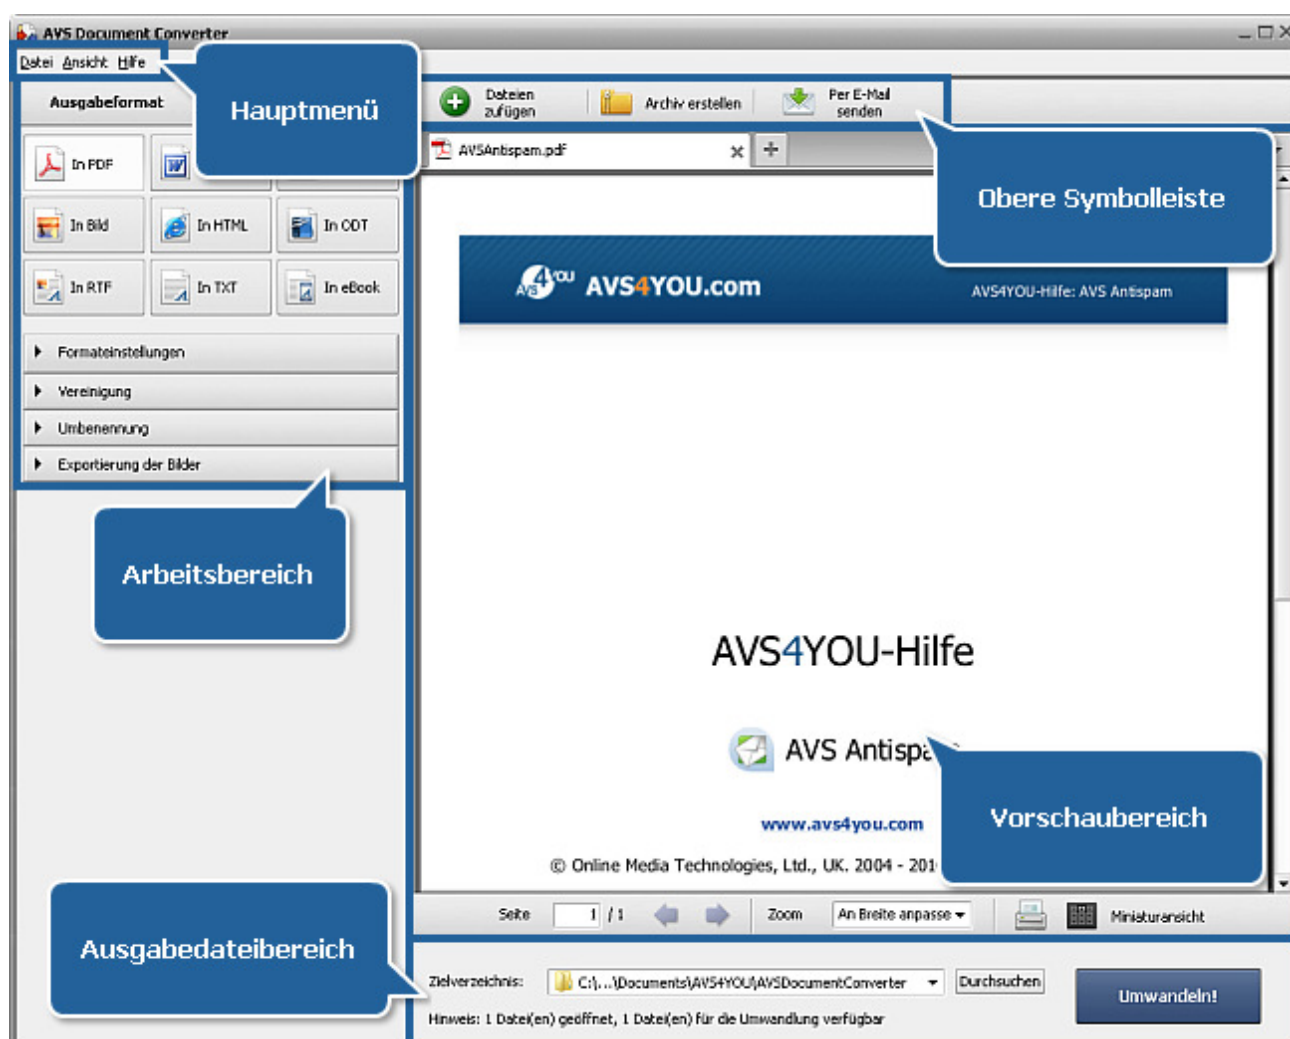 AVS Document Converter
Datei Ansicht Hilfe
Hauptmenü
Ausgabeformat
Dateien zufügen
Archiv erstellen
Per E-Mail senden
Obere Symbolleiste
AVSAntispam.pdf
In PDF
In Bild
In HTML
In ODT
In RTF
In TXT
In eBook
Formateinstellungen
Vereinigung
Umbenennung
Exportierung der Bilder
Arbeitsbereich
AVS4YOU
AVS4YOU.com
AVS4YOU-Hilfe: AVS Antispam
AVS4YOU-Hilfe
AVS Antispa
www.avs4you.com
© Online Media Technologies, Ltd., UK. 2004 - 201
Vorschaubereich
Seite 1 / 1 Zoom An Breite anpasse Miniaturansicht
Ausgabedateibereich
Zielverzeichnis: C:\...\Documents\AVS4YOU\AVSDocumentConverter Durchsuchen
Umwandeln!
Hinweis: 1 Datei(en) geöffnet, 1 Datei(en) für die Umwandlung verfügbar